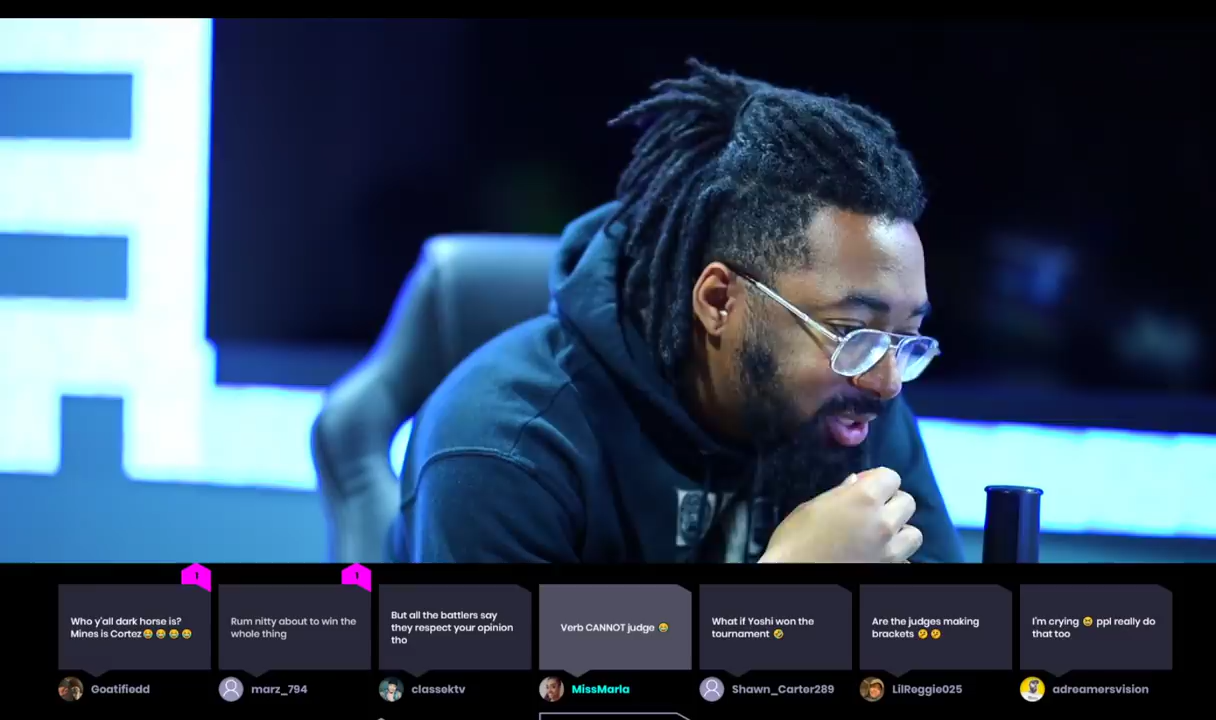 Who y'all dark horse is?
Mines is Cortez😂😂😂😂
Goatifiedd
Rum nitty about to win the
whole thing
marz_794
But all the battlers say
they respect your opinion
tho
classektv
Verb CANNOT judge 😂
MissMarla
What if Yoshi won the
tournament 🤣
Shawn_Carter289
Are the judges making
brackets 🤔 🤔
LilReggie025
I'm crying 😂 ppl really do
that too
adreamersvision